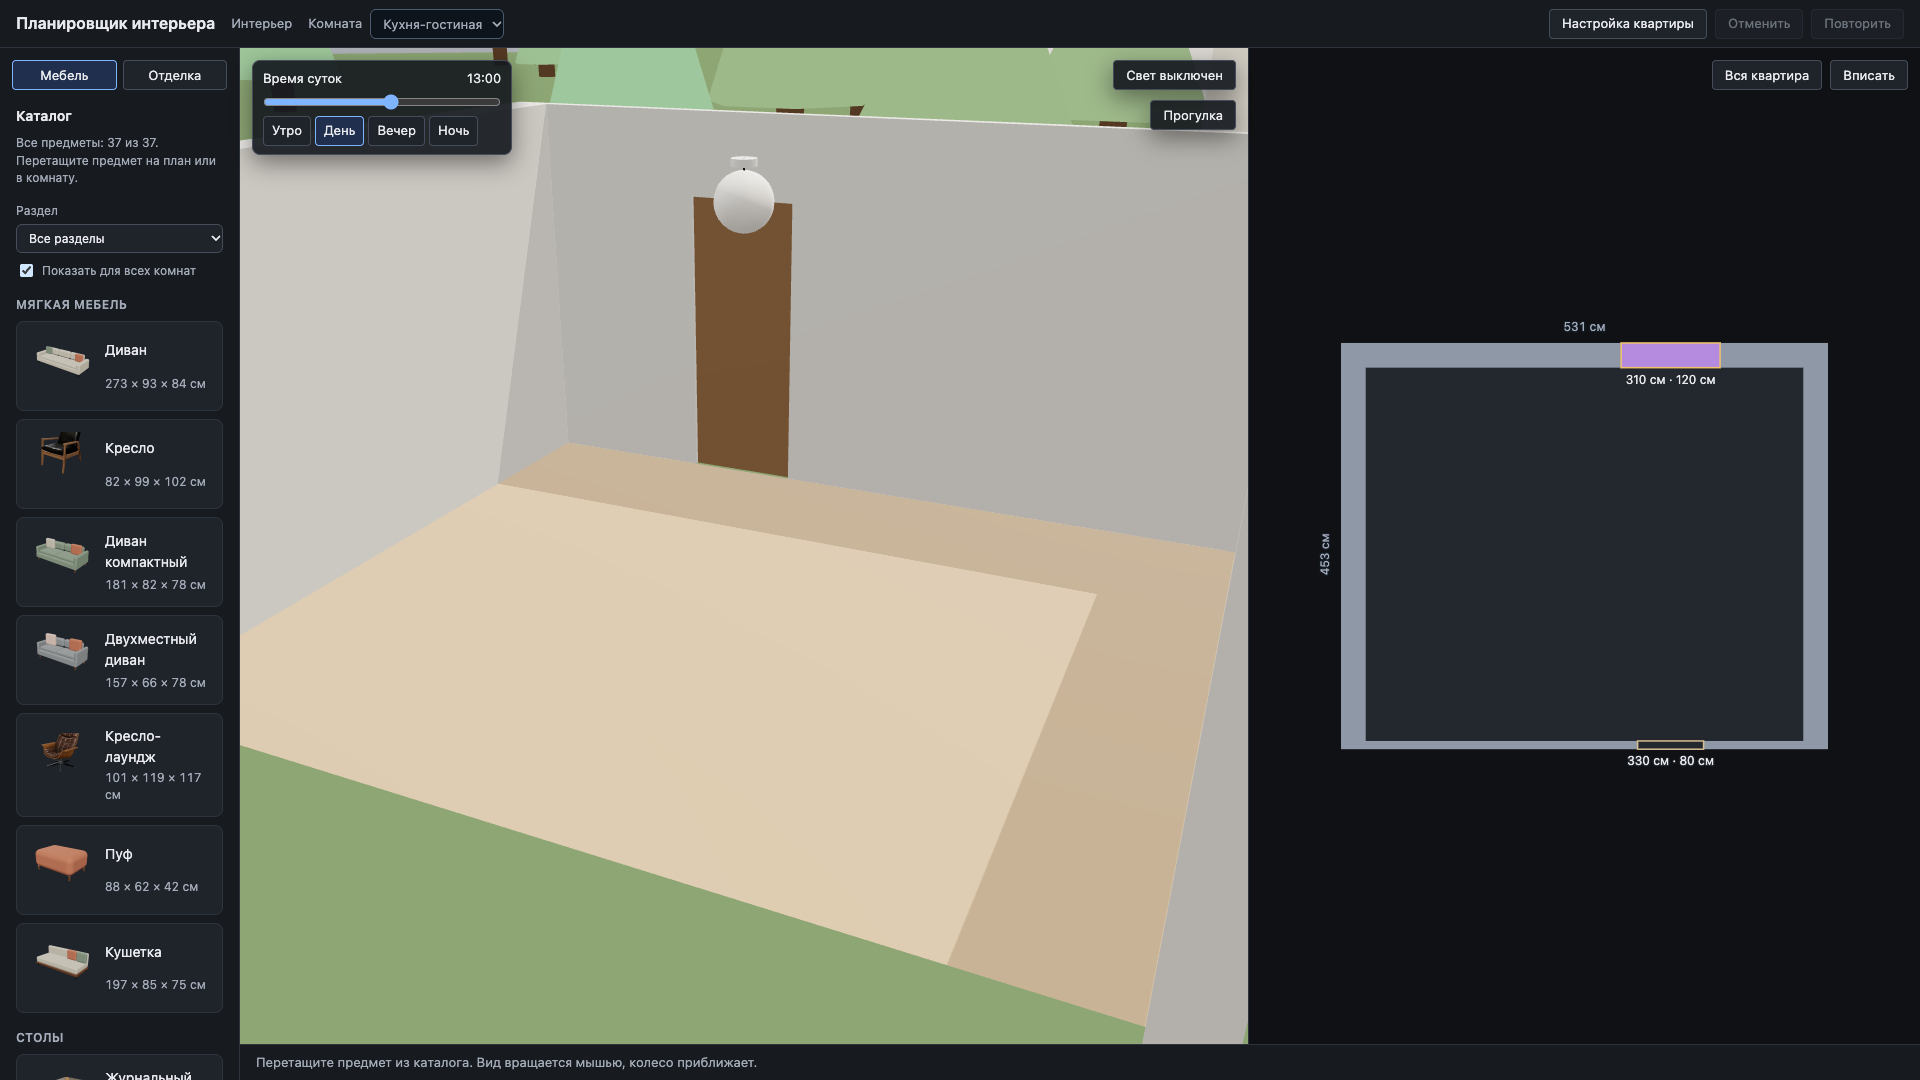 Планировщик интерьера
Интерьер
Комната
Кухня-гостиная
Настройка квартиры
Отменить
Повторить
Мебель
Отделка
Каталог
Все предметы: 37 из 37.
Перетащите предмет на план или
в комнату.
Раздел
Все разделы
Показать для всех комнат
МЯГКАЯ МЕБЕЛЬ
Диван
273 × 93 × 84 см
Кресло
82 × 99 × 102 см
Диван
компактный
181 × 82 × 78 см
Двухместный
диван
157 × 66 × 78 см
Кресло-
лаундж
101 × 119 × 117
см
Пуф
88 × 62 × 42 см
Кушетка
197 × 85 × 75 см
СТОЛЫ
Журнальный
Время суток
13:00
Утро
День
Вечер
Ночь
Свет выключен
Прогулка
Вся квартира
Вписать
531 см
310 см · 120 см
453 см
330 см · 80 см
Перетащите предмет из каталога. Вид вращается мышью, колесо приближает.